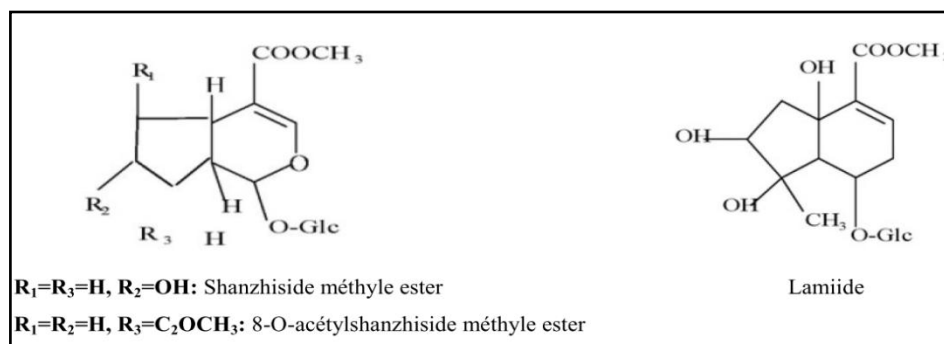 COOCH₃
R₁
H
O
R₂
H
O-Glc
R₃
H
COOCH₃
OH
OH
OH
CH₃
O-Glc
R₁=R₃=H, R₂=OH: Shanzhiside méthyle ester
Lamiide
R₁=R₂=H, R₃=C₂OCH₃: 8-O-acétylshanzhiside méthyle ester